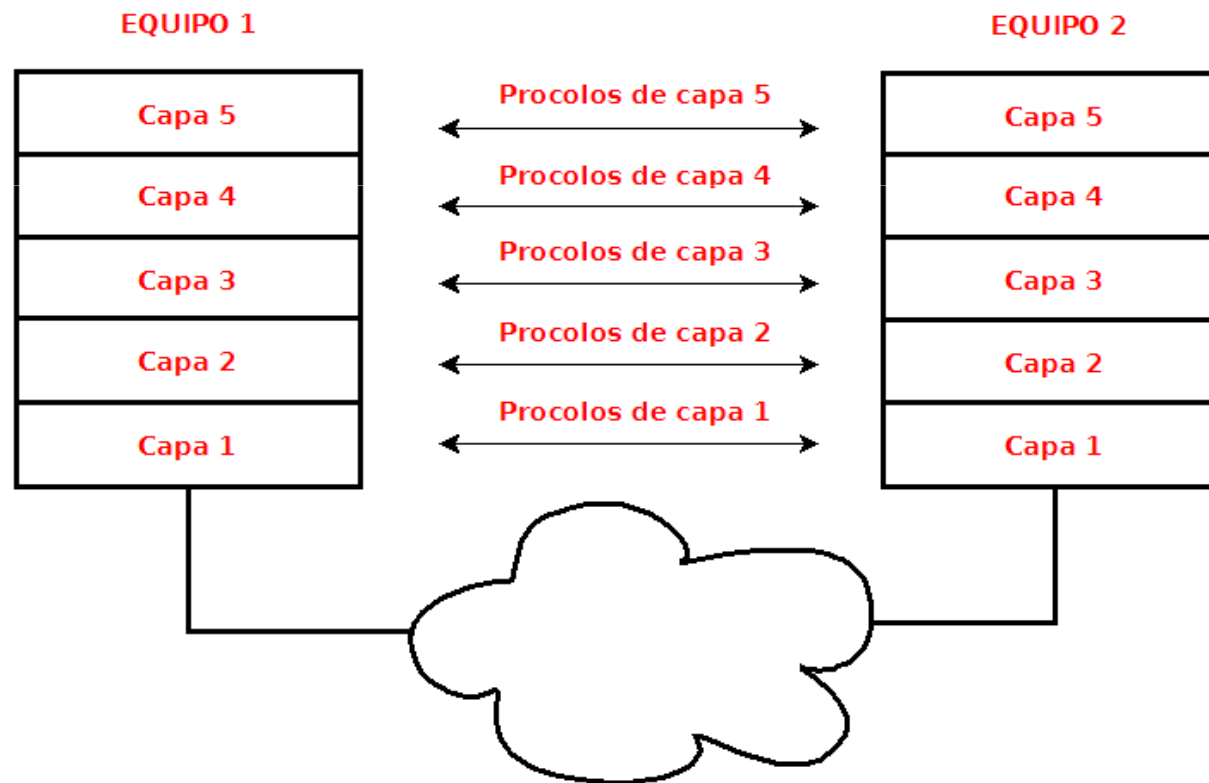 EQUIPO 1
EQUIPO 2
Capa 5
Procolos de capa 5
Capa 5
Capa 4
Procolos de capa 4
Capa 4
Capa 3
Procolos de capa 3
Capa 3
Capa 2
Procolos de capa 2
Capa 2
Capa 1
Procolos de capa 1
Capa 1